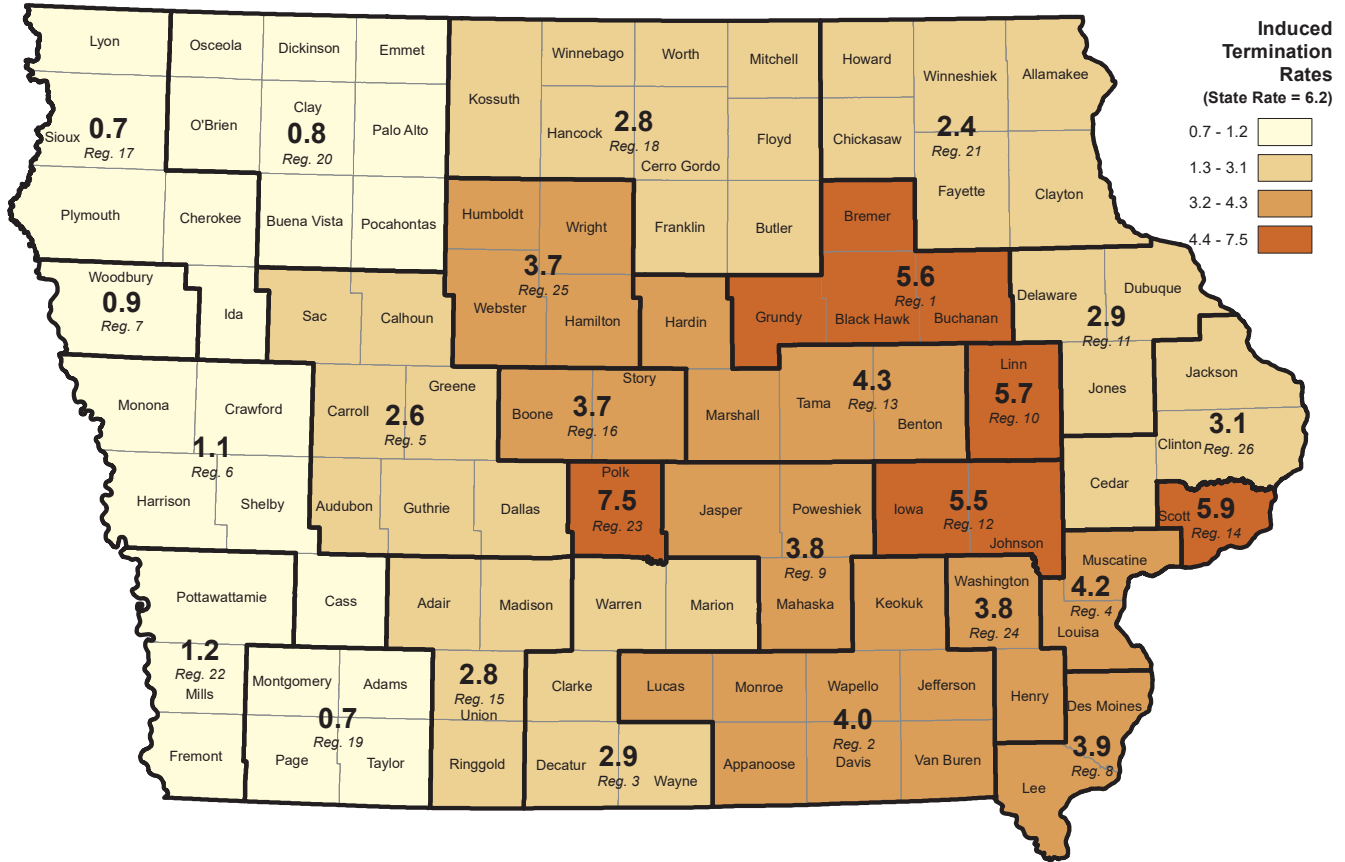 Induced
Termination
Rates
(State Rate = 6.2)
0.7 - 1.2
1.3 - 3.1
3.2 - 4.3
4.4 - 7.5
Lyon
Osceola
Dickinson
Emmet
Kossuth
Winnebago
Worth
Mitchell
Howard
Winneshiek
Allamakee
Sioux
0.7
Reg. 17
O'Brien
Clay
0.8
Reg. 20
Palo Alto
Hancock
2.8
Reg. 18
Cerro Gordo
Floyd
Chickasaw
2.4
Reg. 21
Fayette
Clayton
Plymouth
Cherokee
Buena Vista
Pocahontas
Humboldt
Wright
Franklin
Butler
Bremer
Woodbury
0.9
Reg. 7
Ida
Sac
Calhoun
3.7
Reg. 25
Webster
Hamilton
Hardin
Grundy
5.6
Reg. 1
Black Hawk
Buchanan
Delaware
Dubuque
2.9
Reg. 11
Jones
Jackson
Monona
Crawford
1.1
Reg. 6
Harrison
Shelby
Carroll
Greene
2.6
Reg. 5
Audubon
Guthrie
Dallas
Boone
Story
3.7
Reg. 16
Marshall
Tama
4.3
Reg. 13
Benton
Linn
5.7
Reg. 10
Clinton
3.1
Reg. 26
Cedar
Polk
7.5
Reg. 23
Jasper
Poweshiek
3.8
Reg. 9
Mahaska
Iowa
5.5
Reg. 12
Johnson
Scott
5.9
Reg. 14
Muscatine
4.2
Reg. 4
Louisa
Pottawattamie
Cass
Adair
Madison
Warren
Marion
Keokuk
Washington
3.8
Reg. 24
1.2
Reg. 22
Mills
Fremont
Montgomery
Adams
0.7
Reg. 19
Page
Taylor
2.8
Reg. 15
Union
Ringgold
Clarke
Decatur
2.9
Reg. 3
Wayne
Lucas
Monroe
Wapello
Jefferson
4.0
Reg. 2
Davis
Appanoose
Van Buren
Henry
Des Moines
3.9
Reg. 8
Lee